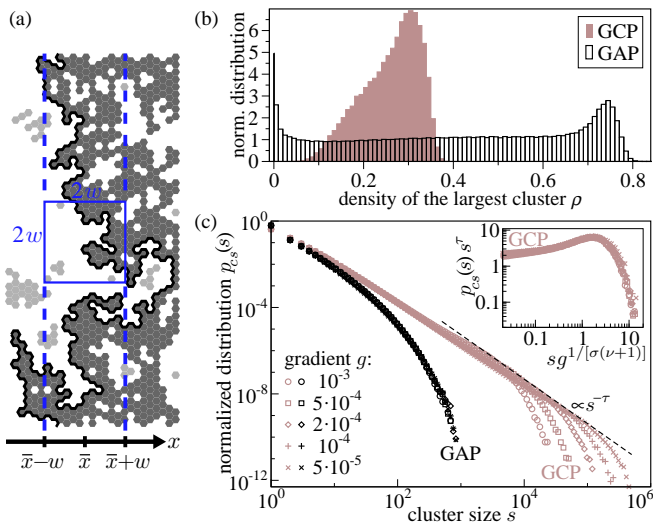 (a)
2w
2w
x̅−w
x̅
x̅+w
x
(b)
norm. distribution
7
6
5
4
3
2
1
0
0
0.2
0.4
0.6
0.8
density of the largest cluster ρ
GCP
GAP
(c)
normalized distribution p_cs(s)
10^0
10^-4
10^-8
10^-12
10^0
10^2
10^4
10^6
cluster size s
gradient g:
10^-3
5·10^-4
2·10^-4
10^-4
5·10^-5
GAP
GCP
∝s^-τ
GCP
p_cs(s) s^τ
10
1
0.1
0.1
1
10
sg^1/[σ(ν+1)]